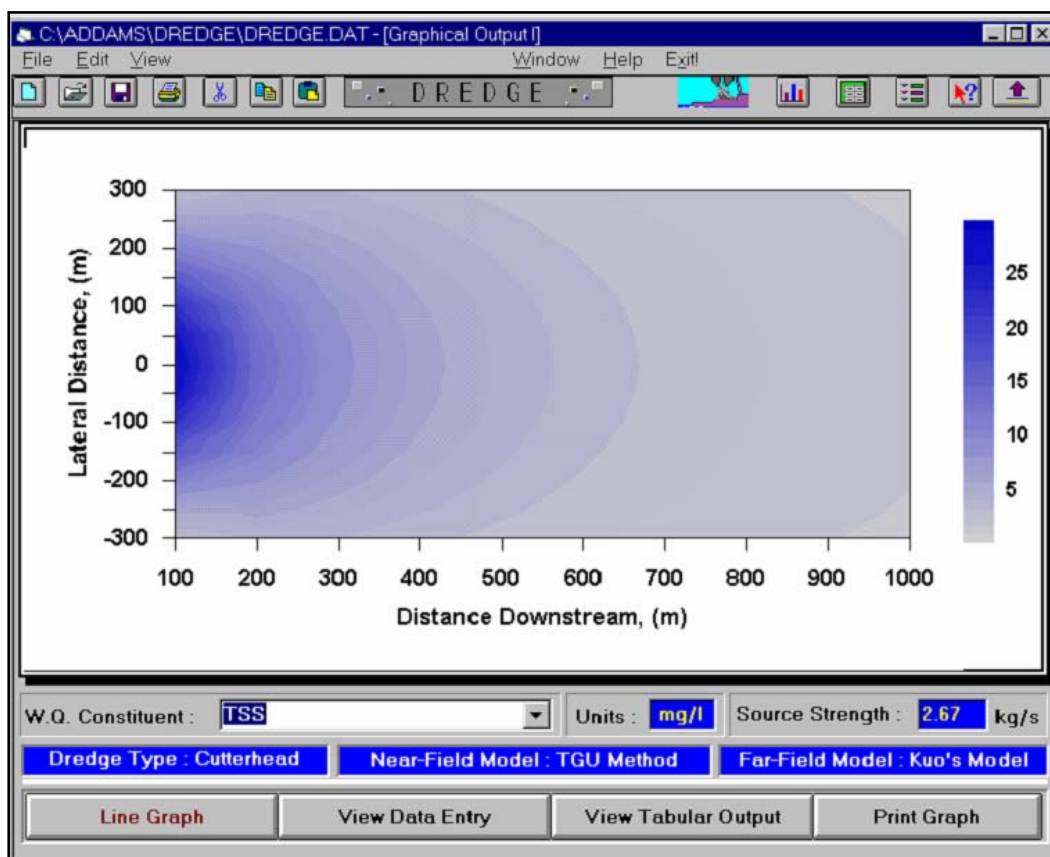 C:\ADDAMS\DREDGE\DREDGE.DAT - [Graphical Output I]
File Edit View Window Help Exit!
DREDGE
300
200
100
0
-100
-200
-300
Lateral Distance, (m)
100 200 300 400 500 600 700 800 900 1000
Distance Downstream, (m)
25
20
15
10
5
W.Q. Constituent : TSS Units : mg/l Source Strength : 2.67 kg/s
Dredge Type : Cutterhead Near-Field Model : TGU Method Far-Field Model : Kuo's Model
Line Graph View Data Entry View Tabular Output Print Graph